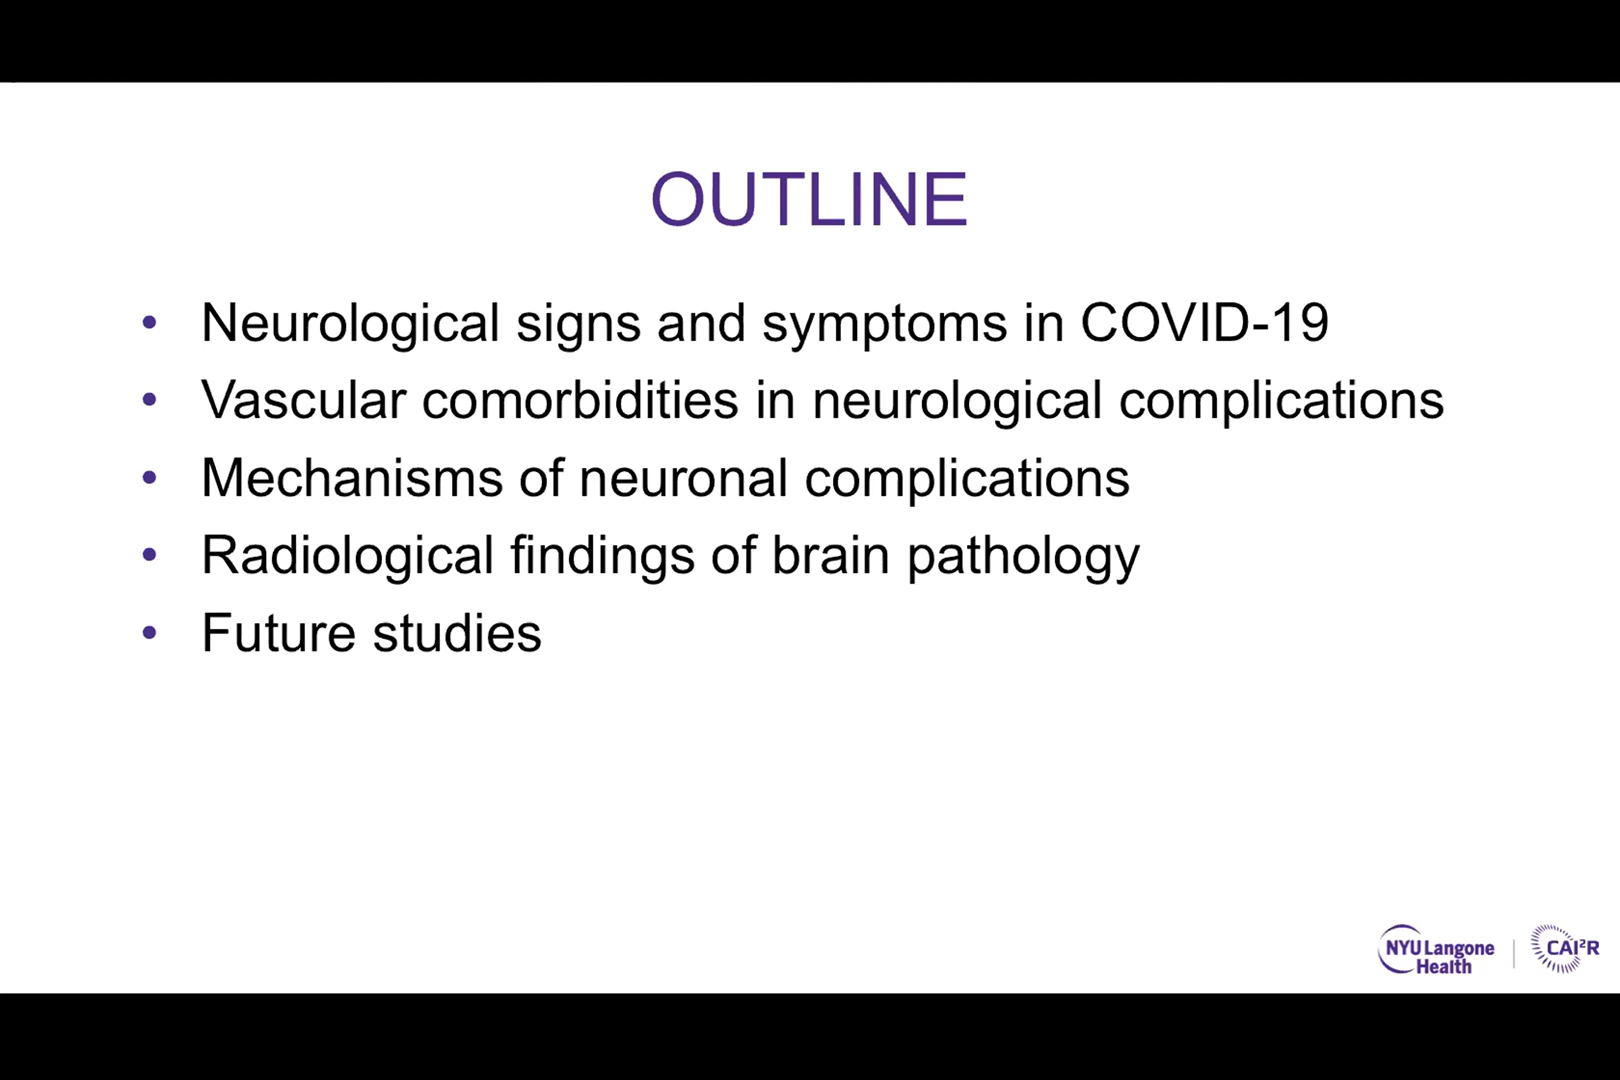 OUTLINE
• Neurological signs and symptoms in COVID-19
• Vascular comorbidities in neurological complications
• Mechanisms of neuronal complications
• Radiological findings of brain pathology
• Future studies
NYU Langone
Health
CAI²R